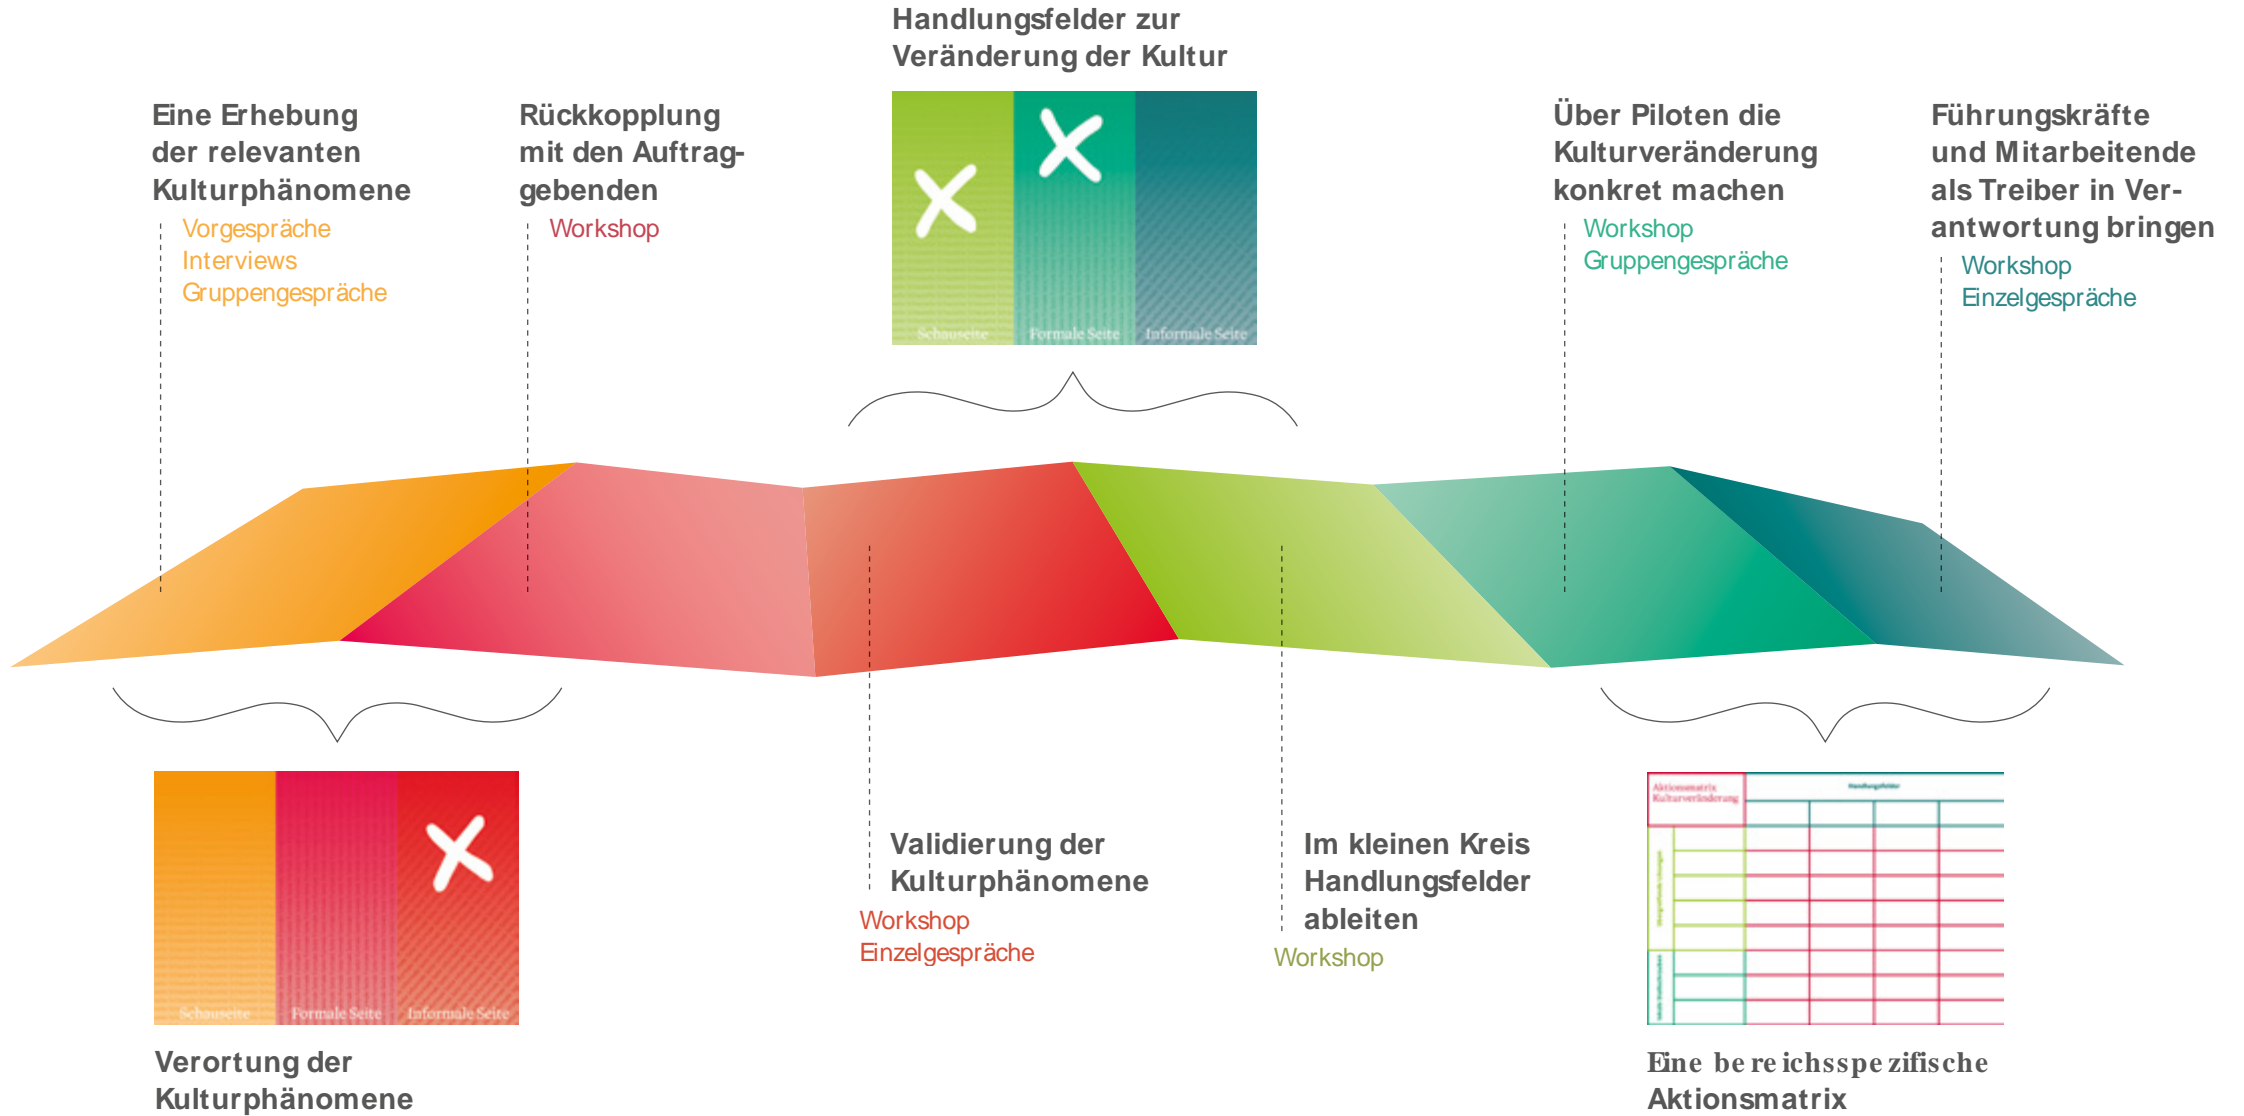 Handlungsfelder zur
Veränderung der Kultur
Eine Erhebung
der relevanten
Kulturphänomene
Vorgespräche
Interviews
Gruppengespräche
Rückkopplung
mit den Auftrag-
gebenden
Workshop
Schauseite
Formale Seite
Informale Seite
Über Piloten die
Kulturveränderung
konkret machen
Workshop
Gruppengespräche
Führungskräfte
und Mitarbeitende
als Treiber in Ver-
antwortung bringen
Workshop
Einzelgespräche
Schauseite
Formale Seite
Informale Seite
Verortung der
Kulturphänomene
Validierung der
Kulturphänomene
Workshop
Einzelgespräche
Im kleinen Kreis
Handlungsfelder
ableiten
Workshop
Aktionsmatrix
Kulturveränderung
Handlungsfelder
Eine bereichsspezifische
Aktionsmatrix